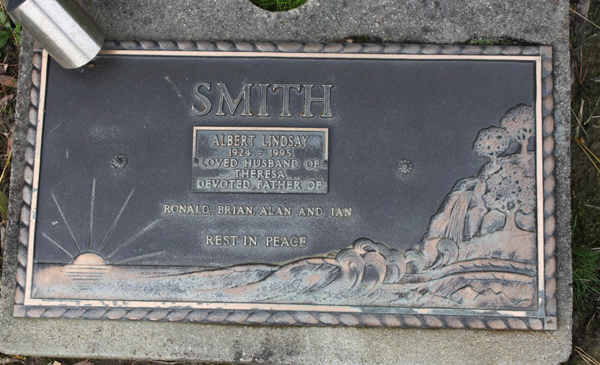 SMITH
ALBERT LINDSAY
1924 - 1995
LOVED HUSBAND OF
THERESA
DEVOTED FATHER OF
RONALD, BRIAN, ALAN AND IAN
REST IN PEACE